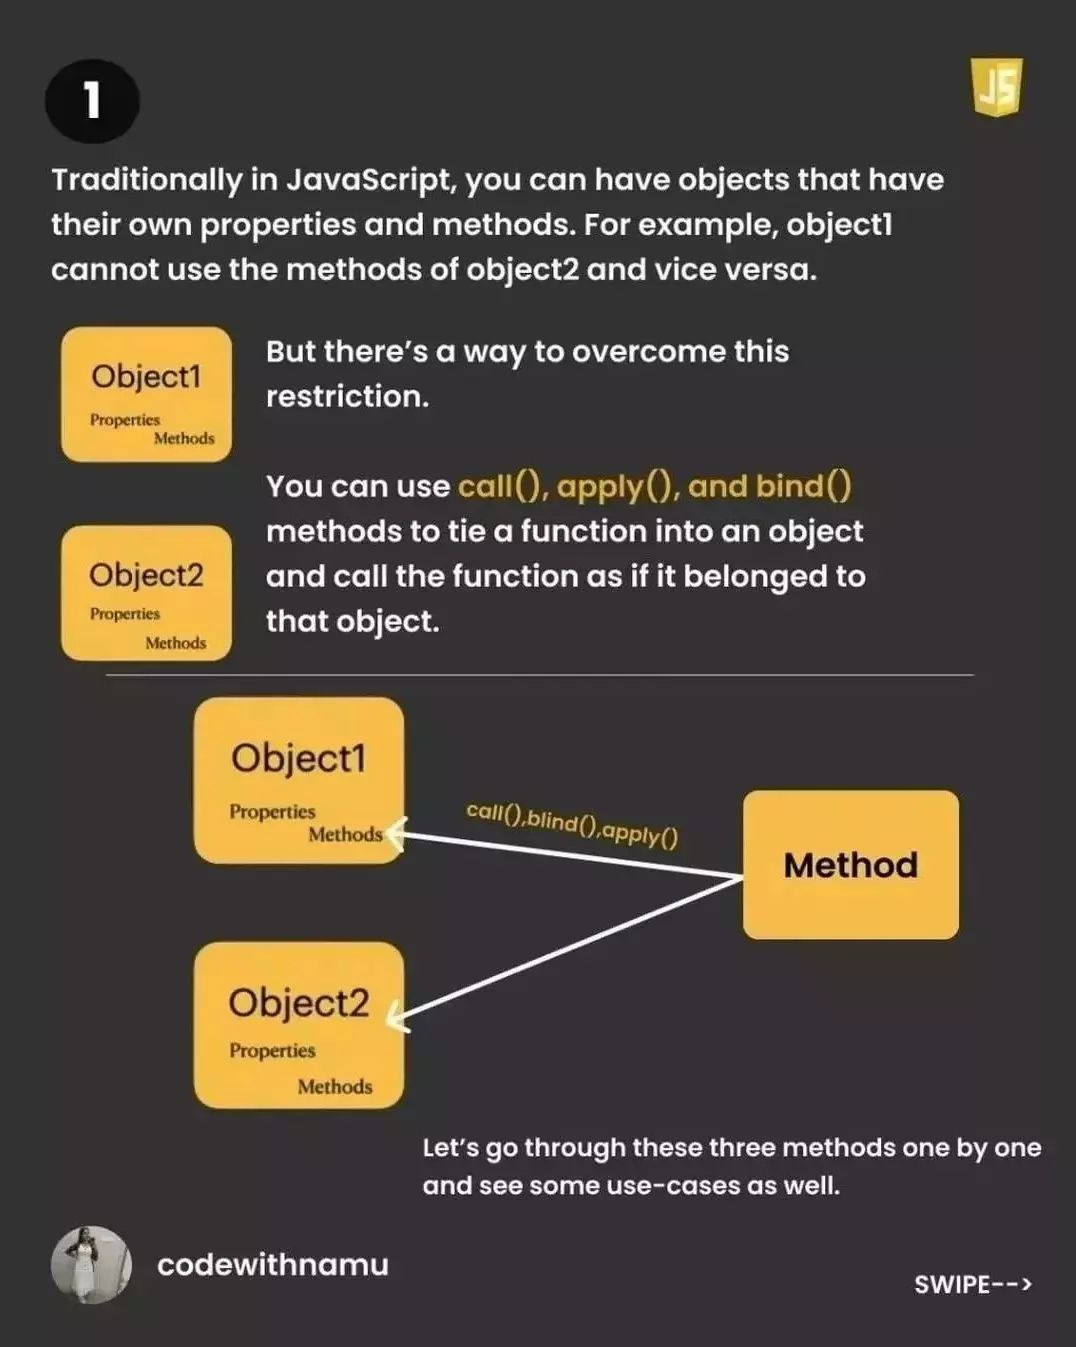 1
JS
Traditionally in JavaScript, you can have objects that have
their own properties and methods. For example, object1
cannot use the methods of object2 and vice versa.
Object1
Properties
Methods
But there's a way to overcome this
restriction.
You can use call(), apply(), and bind()
methods to tie a function into an object
and call the function as if it belonged to
that object.
Object2
Properties
Methods
Object1
Properties
Methods
call(),blind(),apply()
Method
Object2
Properties
Methods
Let's go through these three methods one by one
and see some use-cases as well.
codewithnamu
SWIPE-->